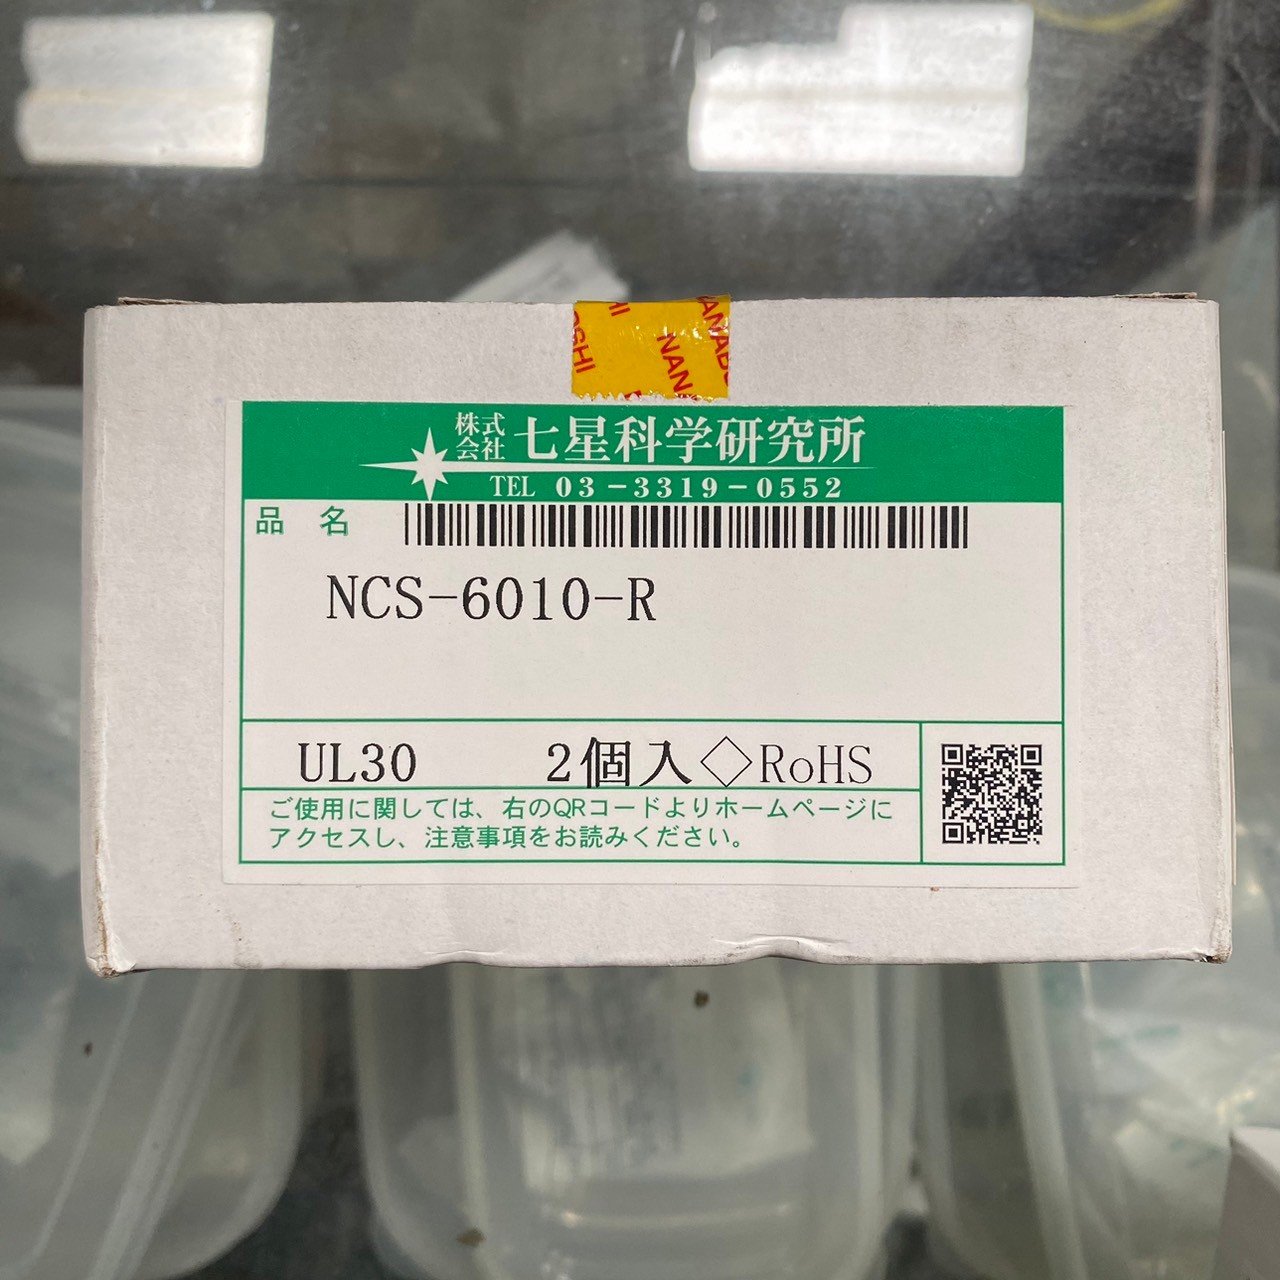 NANABOSHI
株式会社 七星科学研究所
TEL 03-3319-0552
品 名
NCS-6010-R
UL30 2個入◇RoHS
ご使用に関しては、右のQRコードよりホームページに
アクセスし、注意事項をお読みください。